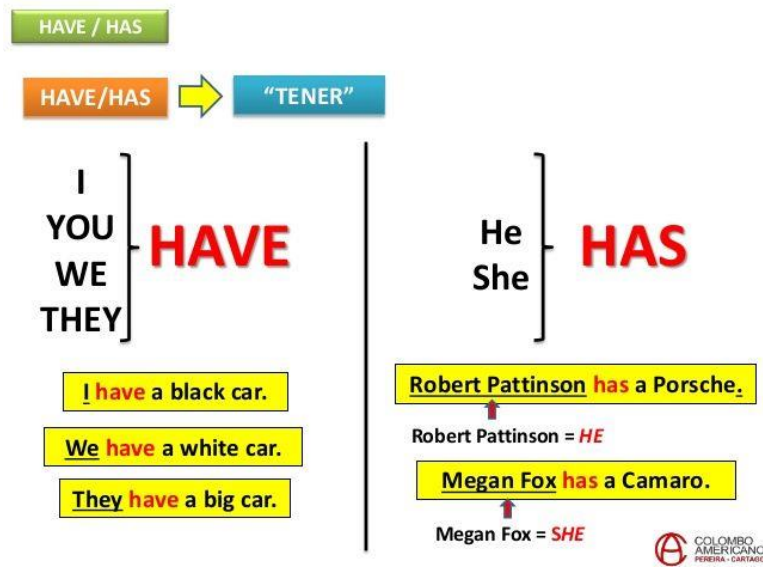 HAVE / HAS
HAVE/HAS
“TENER”
I
YOU
WE
THEY
HAVE
I have a black car.
We have a white car.
They have a big car.
He
She
HAS
Robert Pattinson has a Porsche.
Robert Pattinson = HE
Megan Fox has a Camaro.
Megan Fox = SHE
COLOMBO
AMERICANO
PEREIRA - CARTAGO